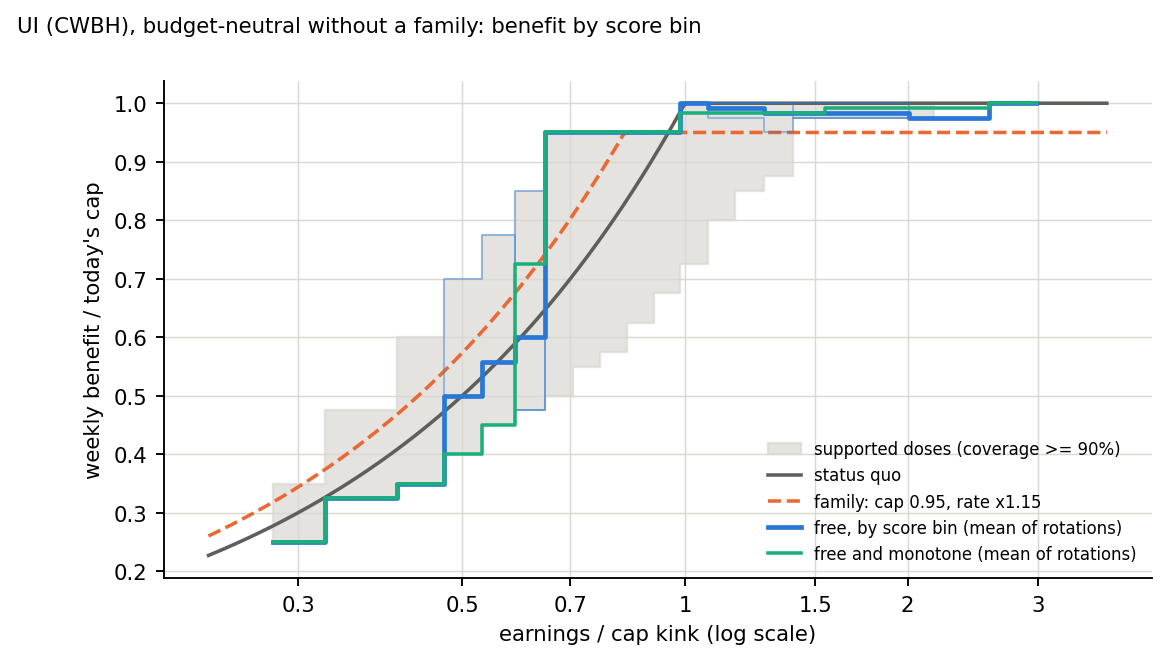 UI (CWBH), budget-neutral without a family: benefit by score bin
weekly benefit / today's cap
1.0
0.9
0.8
0.7
0.6
0.5
0.4
0.3
0.2
supported doses (coverage >= 90%)
status quo
family: cap 0.95, rate x1.15
free, by score bin (mean of rotations)
free and monotone (mean of rotations)
0.3 0.5 0.7 1 1.5 2 3
earnings / cap kink (log scale)